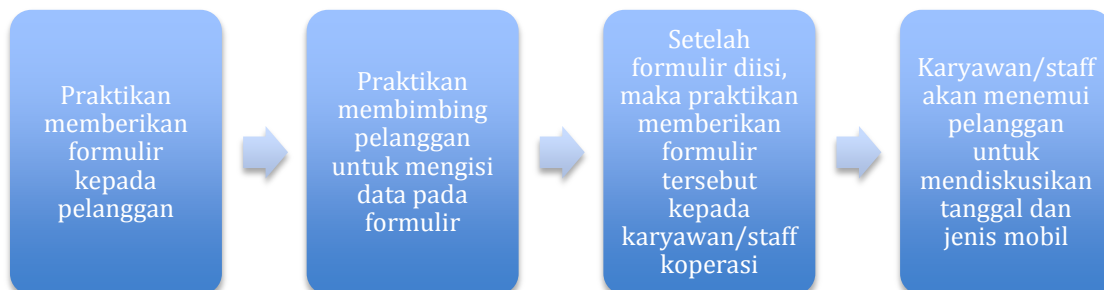 Praktikan
memberikan
formulir
kepada
pelanggan
Praktikan
membimbing
pelanggan
untuk mengisi
data pada
formulir
Setelah
formulir diisi,
maka praktikan
memberikan
formulir
tersebut
kepada
karyawan/staff
koperasi
Karyawan/staff
akan menemui
pelanggan
untuk
mendiskusikan
tanggal dan
jenis mobil